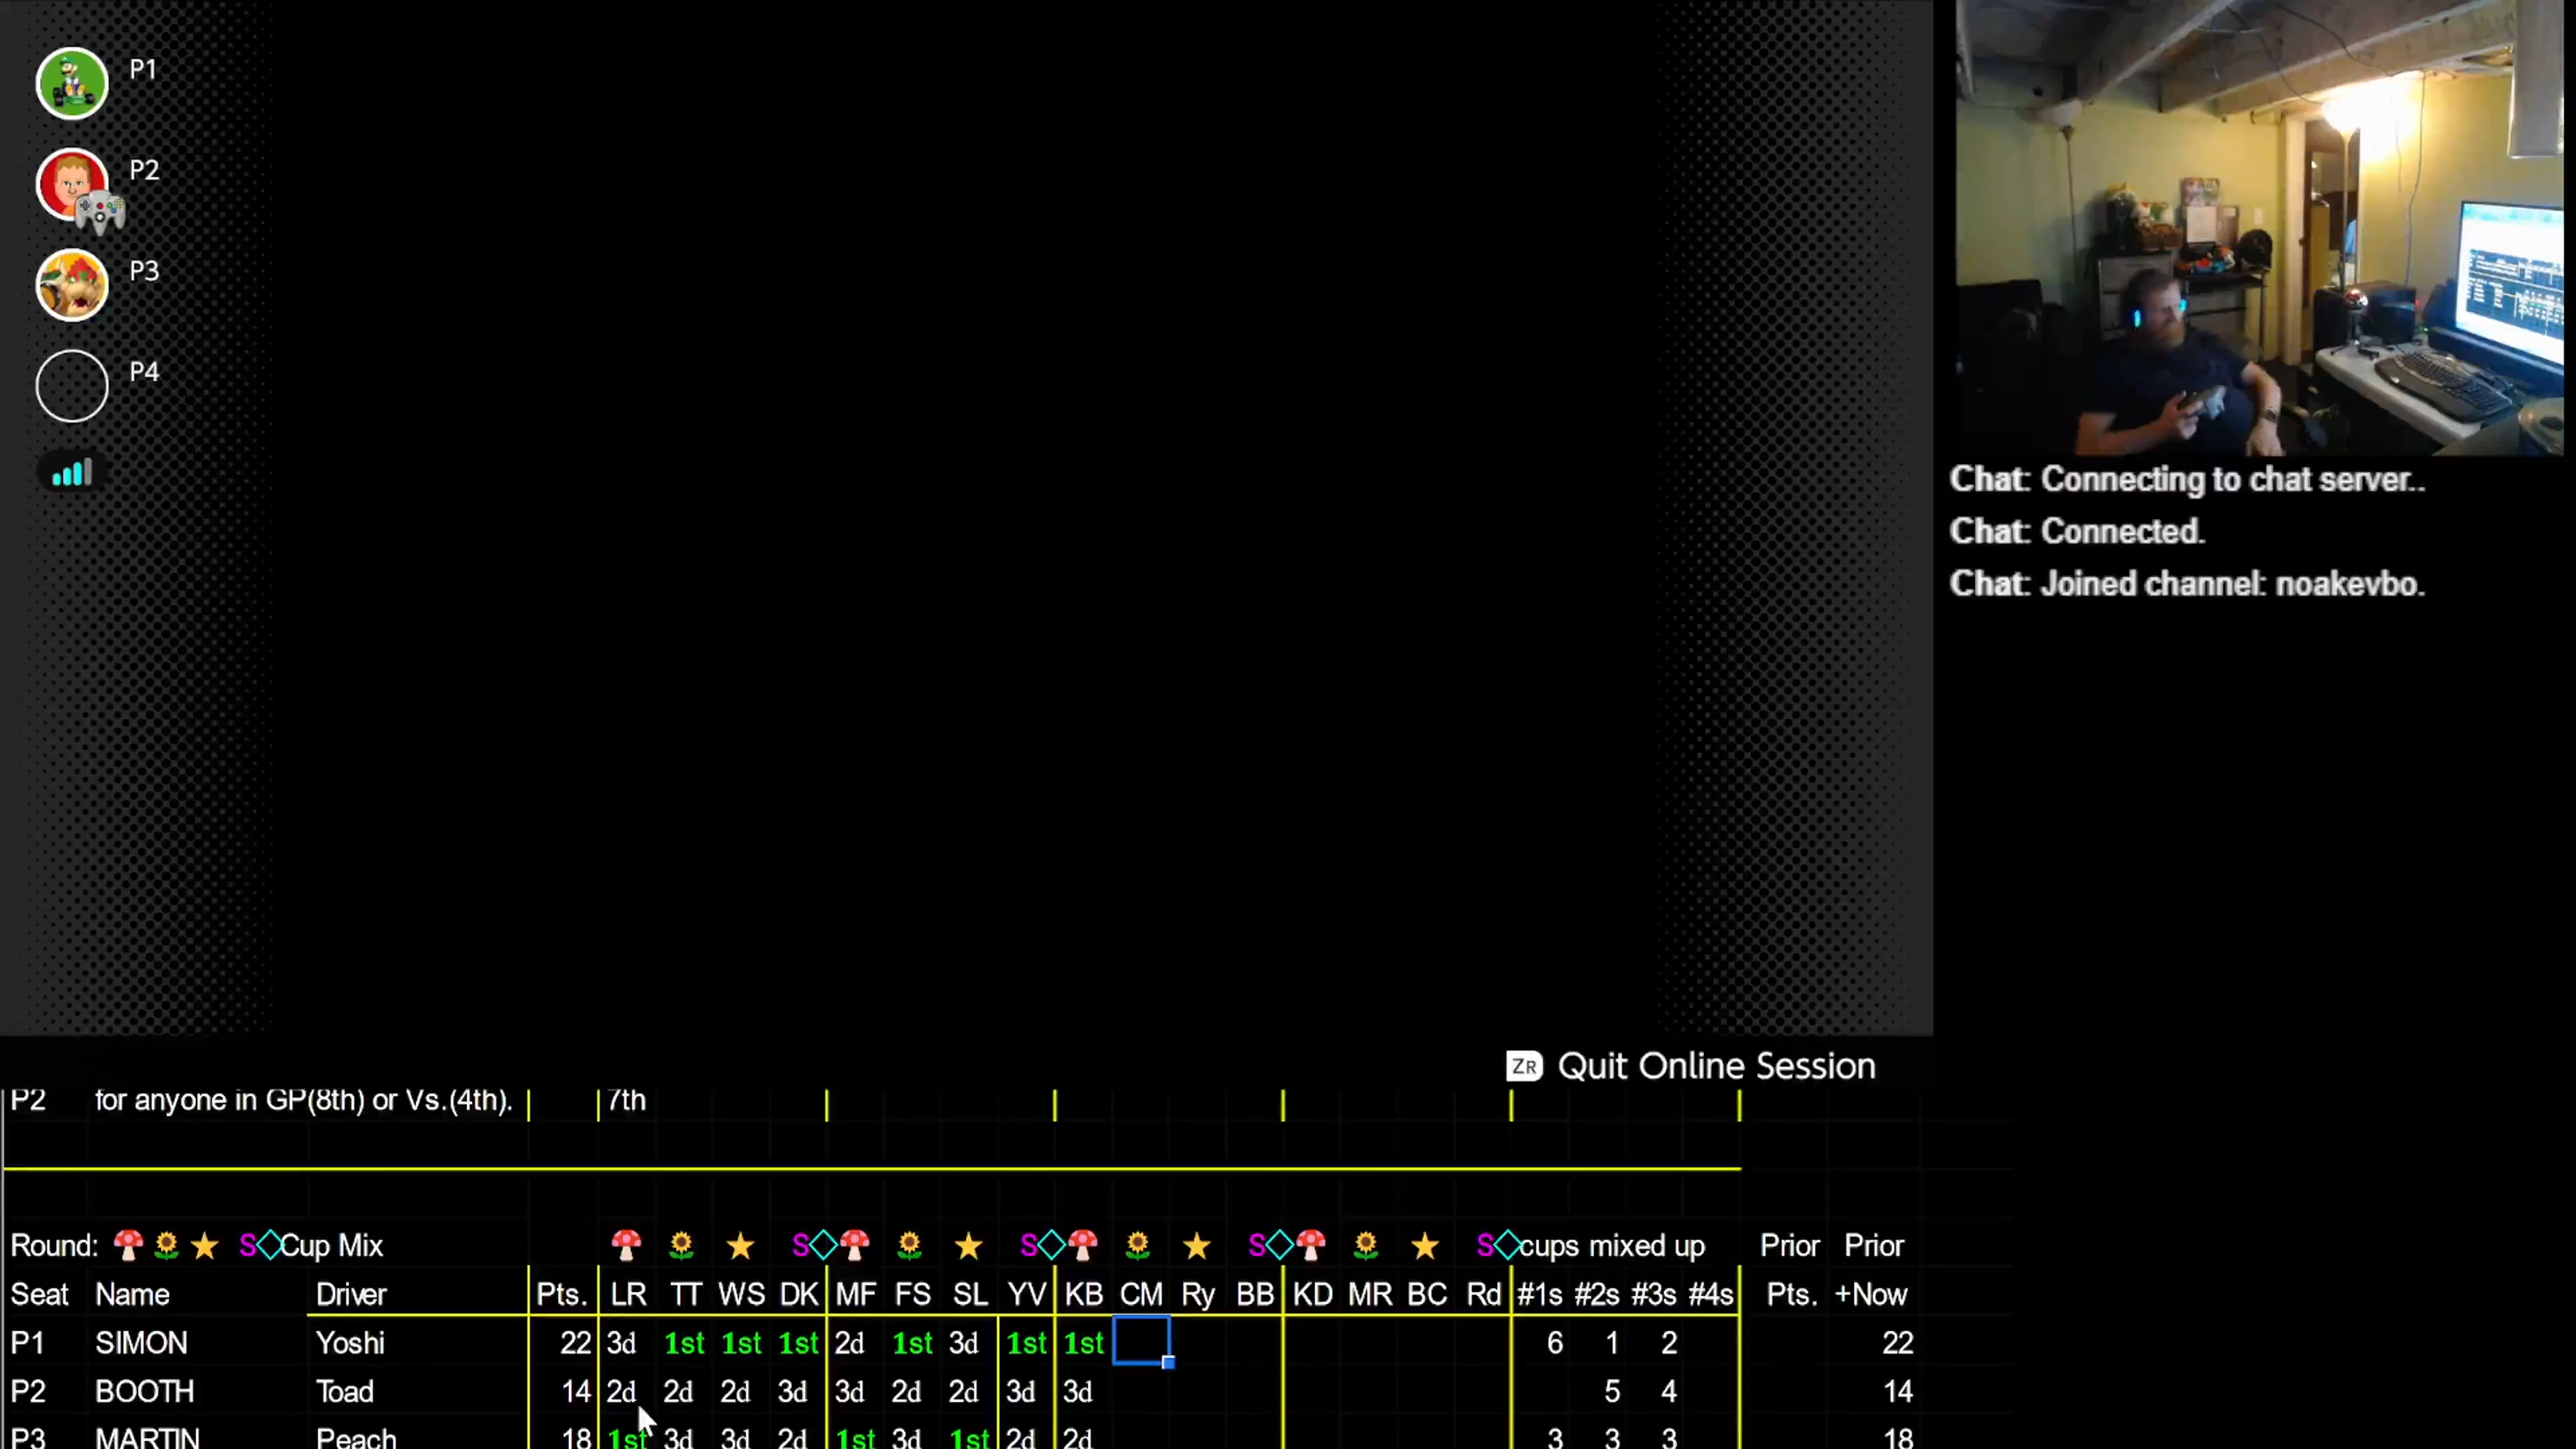 P1
P2
P3
P4
Chat: Connecting to chat server..
Chat: Connected.
Chat: Joined channel: noakevbo.
ZR Quit Online Session
P2 for anyone in GP(8th) or Vs.(4th). 7th
Round: S Cup Mix S S S S cups mixed up Prior Prior
Seat Name Driver Pts. LR TT WS DK MF FS SL YV KB CM Ry BB KD MR BC Rd #1s #2s #3s #4s Pts. +Now
P1 SIMON Yoshi 22 3d 1st 1st 1st 2d 1st 3d 1st 1st 6 1 2 22
P2 BOOTH Toad 14 2d 2d 2d 3d 3d 2d 2d 3d 3d 5 4 14
P3 MARTIN Peach 18 1st 3d 3d 2d 1st 3d 1st 2d 2d 3 3 3 18